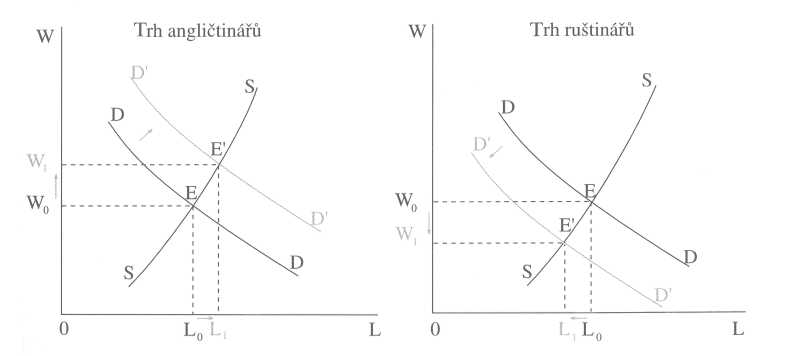 Trh angličtinářů
W
D'
S
D
E'
W₁
E
W₀
D'
D
S
0
L₀
L₁
L
Trh ruštinářů
W
S
D
D'
E
W₀
E'
W₁
D
S
D'
0
L₁
L₀
L